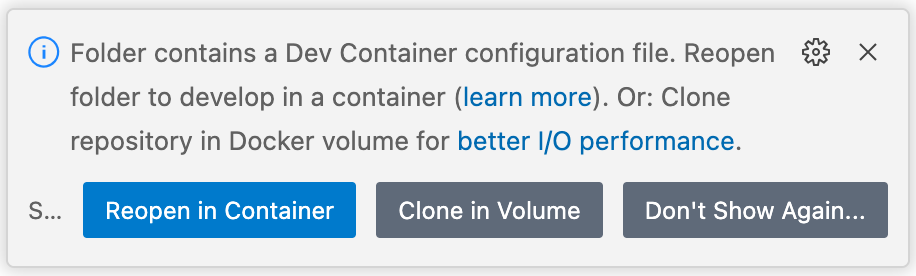 Folder contains a Dev Container configuration file. Reopen
folder to develop in a container (learn more). Or: Clone
repository in Docker volume for better I/O performance.
S... Reopen in Container Clone in Volume Don't Show Again...